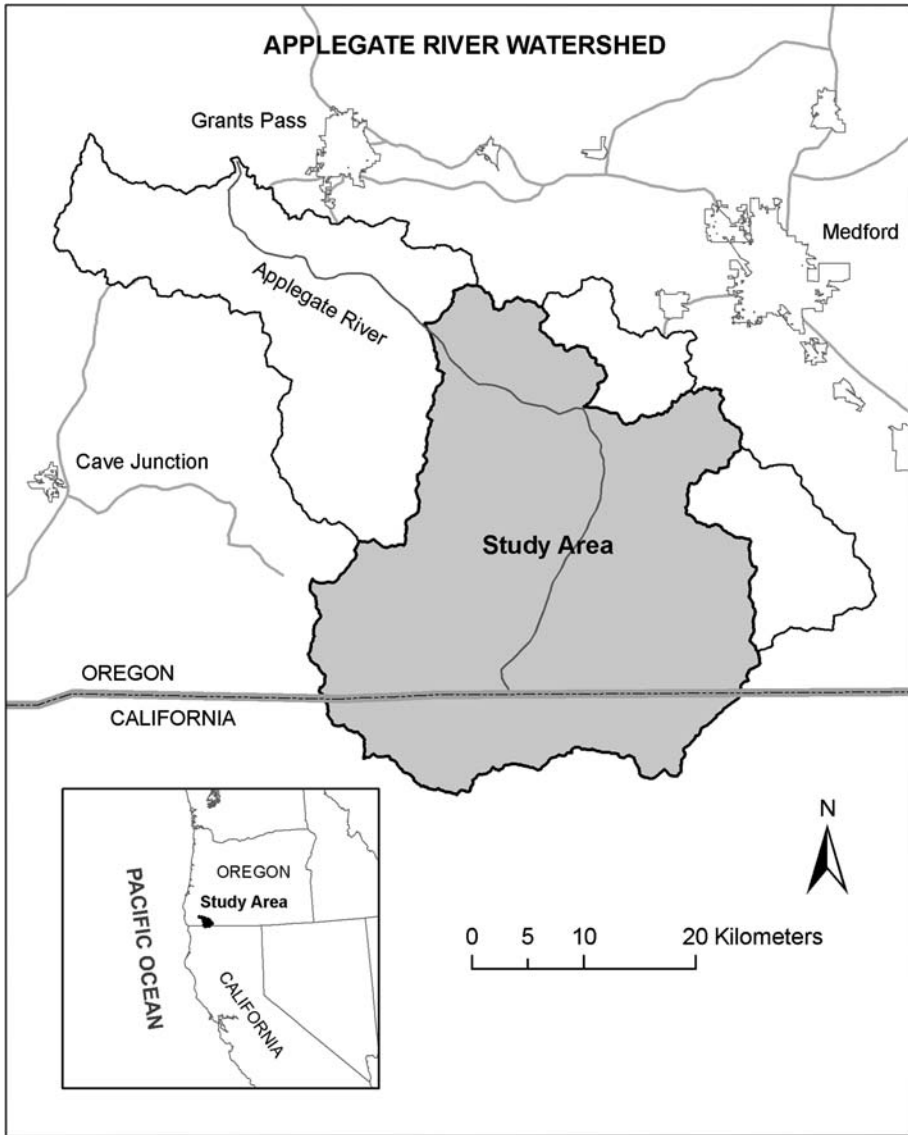 APPLEGATE RIVER WATERSHED
Grants Pass
Medford
Applegate River
Cave Junction
Study Area
OREGON
CALIFORNIA
N
PACIFIC OCEAN
OREGON
Study Area
CALIFORNIA
0 5 10 20 Kilometers